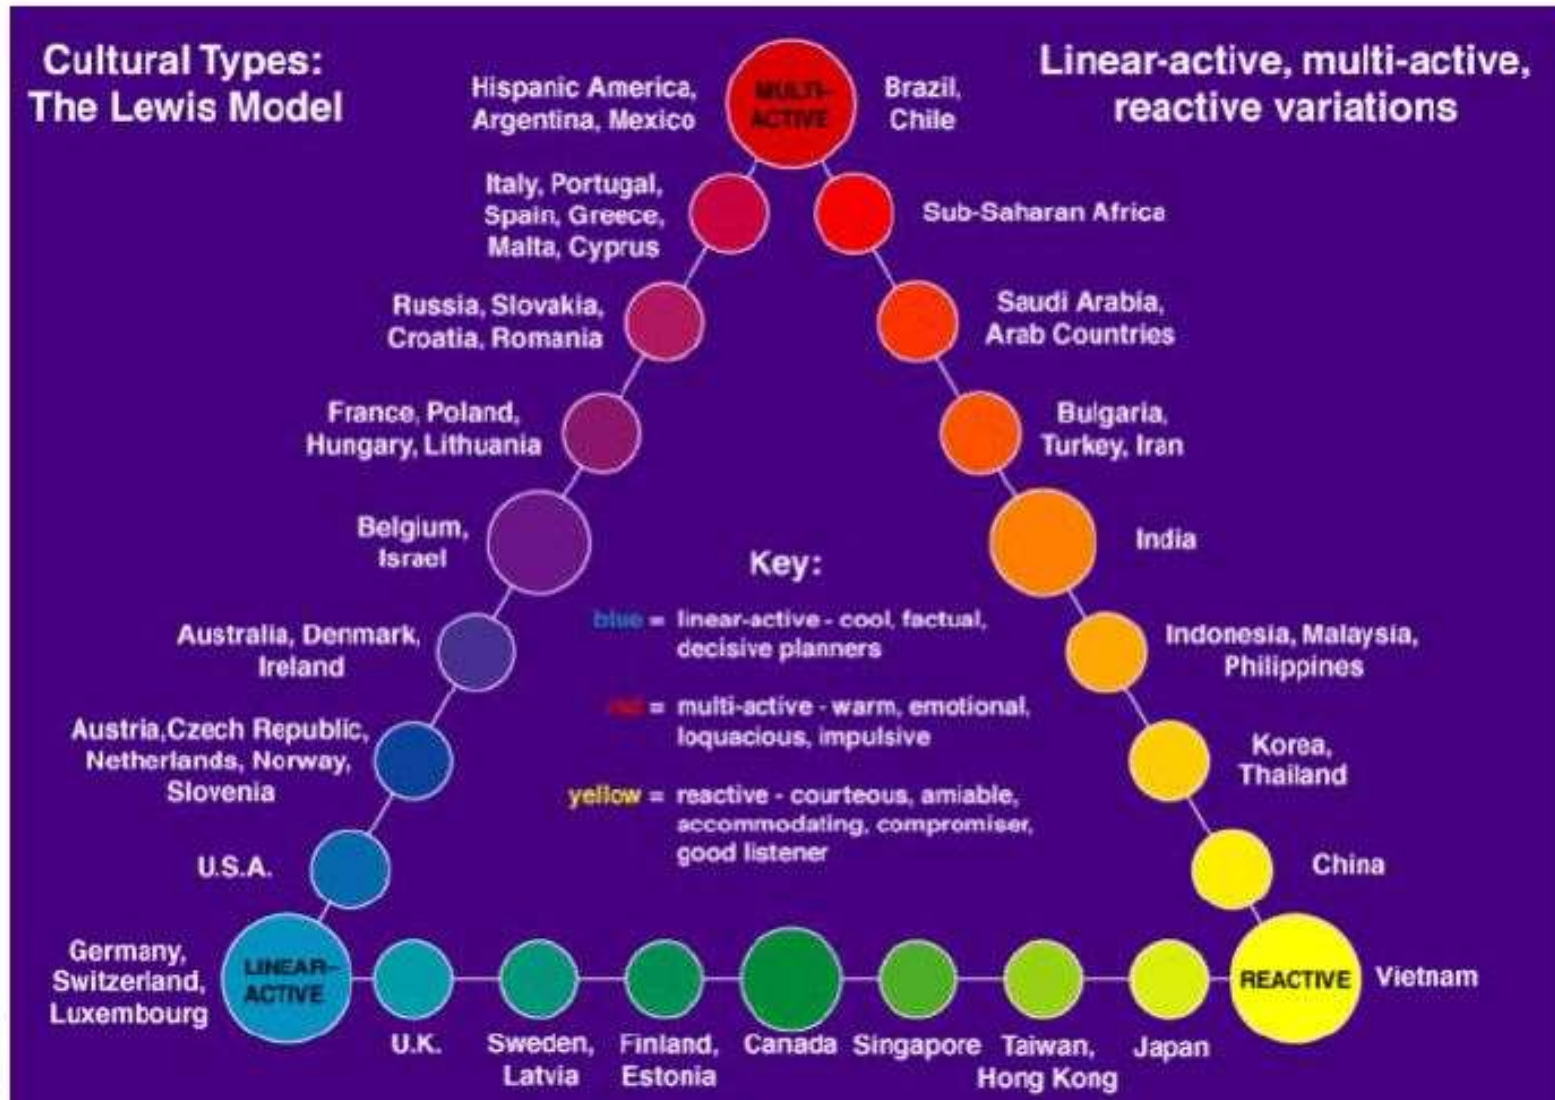 Cultural Types:
The Lewis Model
Linear-active, multi-active,
reactive variations
MULTI-
ACTIVE
Hispanic America,
Argentina, Mexico
Brazil,
Chile
Italy, Portugal,
Spain, Greece,
Malta, Cyprus
Sub-Saharan Africa
Russia, Slovakia,
Croatia, Romania
Saudi Arabia,
Arab Countries
France, Poland,
Hungary, Lithuania
Bulgaria,
Turkey, Iran
Belgium,
Israel
India
Key:
blue = linear-active - cool, factual,
decisive planners
red = multi-active - warm, emotional,
loquacious, impulsive
yellow = reactive - courteous, amiable,
accommodating, compromiser,
good listener
Australia, Denmark,
Ireland
Indonesia, Malaysia,
Philippines
Austria,Czech Republic,
Netherlands, Norway,
Slovenia
Korea,
Thailand
U.S.A.
China
Germany,
Switzerland,
Luxembourg
LINEAR-
ACTIVE
REACTIVE
Vietnam
U.K.
Sweden,
Latvia
Finland,
Estonia
Canada
Singapore
Taiwan,
Hong Kong
Japan